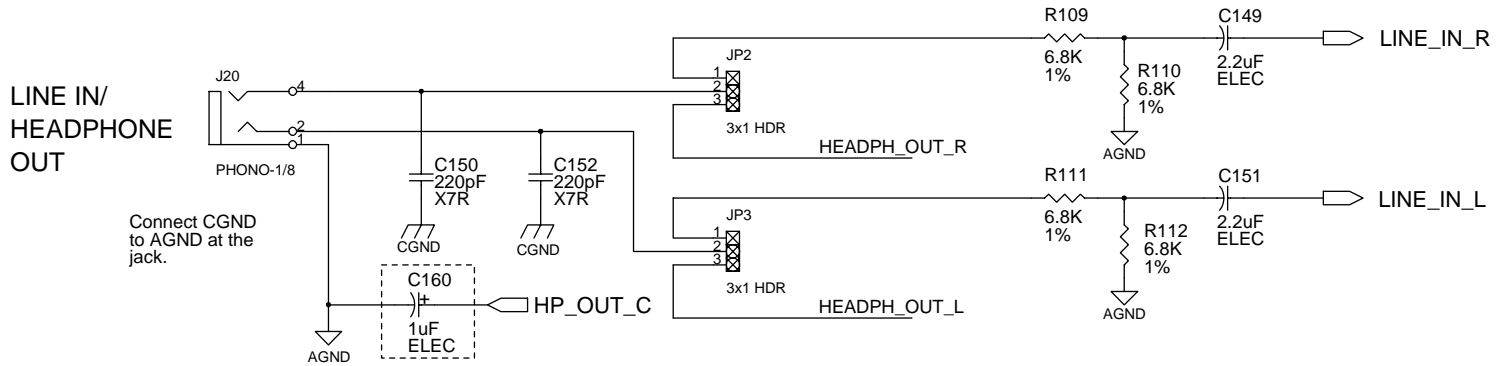 LINE IN/
HEADPHONE
OUT
J20
4
2
1
PHONO-1/8
Connect CGND
to AGND at the
jack.
C150
220pF
X7R
CGND
C152
220pF
X7R
CGND
C160
+
1uF
ELEC
HP_OUT_C
AGND
JP2
1
2
3
3x1 HDR
HEADPH_OUT_R
R109
6.8K
1%
R110
6.8K
1%
AGND
C149
2.2uF
ELEC
LINE_IN_R
JP3
1
2
3
3x1 HDR
HEADPH_OUT_L
R111
6.8K
1%
R112
6.8K
1%
AGND
C151
2.2uF
ELEC
LINE_IN_L